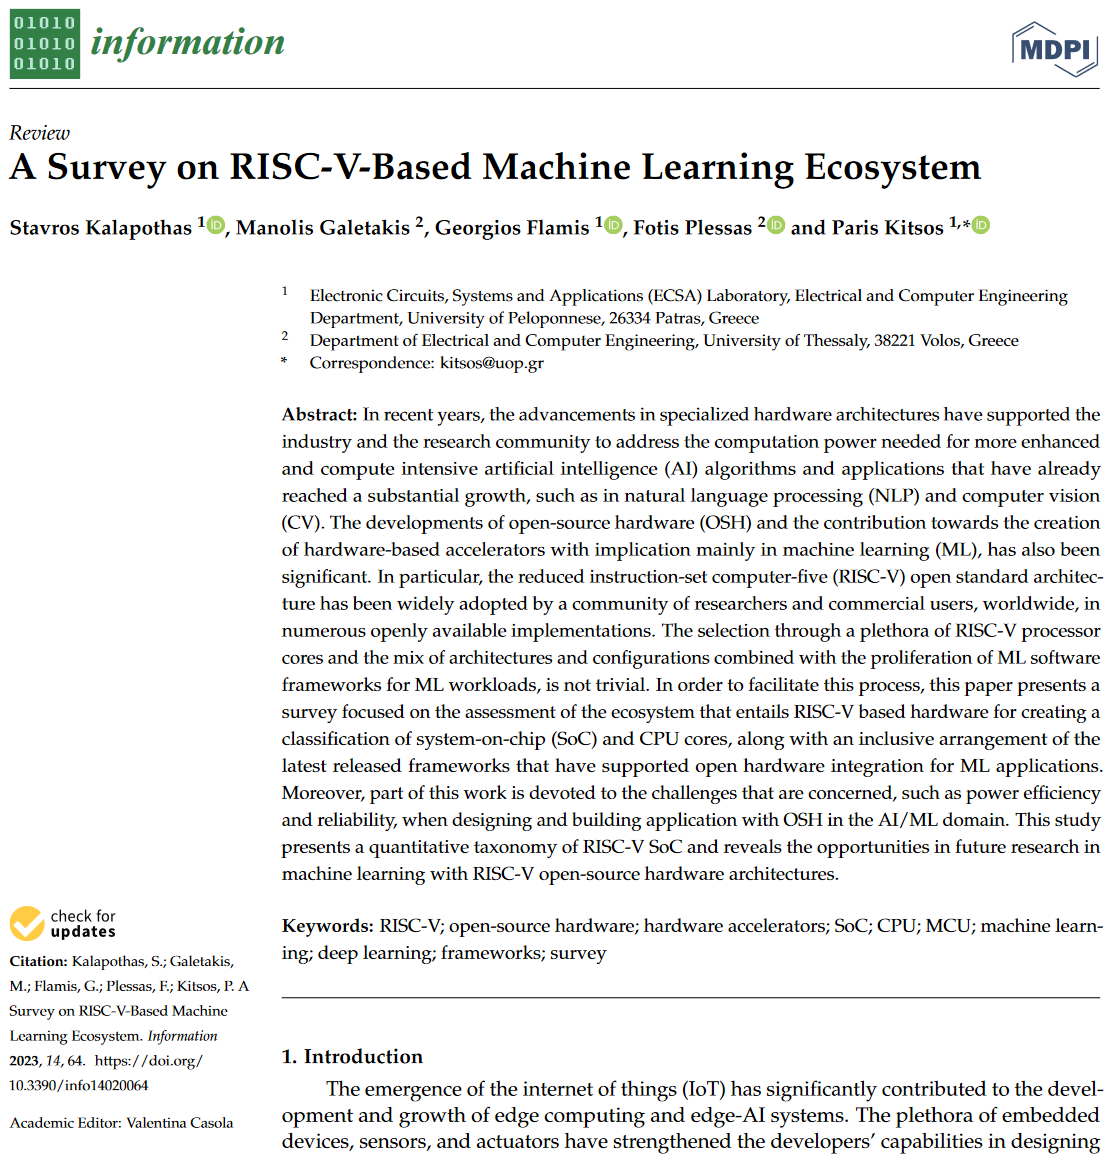 01010
01010
01010
information
MDPI
Review
A Survey on RISC-V-Based Machine Learning Ecosystem
Stavros Kalapothas 1 iD, Manolis Galetakis 2, Georgios Flamis 1 iD, Fotis Plessas 2 iD and Paris Kitsos 1,* iD
1 Electronic Circuits, Systems and Applications (ECSA) Laboratory, Electrical and Computer Engineering
Department, University of Peloponnese, 26334 Patras, Greece
2 Department of Electrical and Computer Engineering, University of Thessaly, 38221 Volos, Greece
* Correspondence: kitsos@uop.gr
Abstract: In recent years, the advancements in specialized hardware architectures have supported the
industry and the research community to address the computation power needed for more enhanced
and compute intensive artificial intelligence (AI) algorithms and applications that have already
reached a substantial growth, such as in natural language processing (NLP) and computer vision
(CV). The developments of open-source hardware (OSH) and the contribution towards the creation
of hardware-based accelerators with implication mainly in machine learning (ML), has also been
significant. In particular, the reduced instruction-set computer-five (RISC-V) open standard architec-
ture has been widely adopted by a community of researchers and commercial users, worldwide, in
numerous openly available implementations. The selection through a plethora of RISC-V processor
cores and the mix of architectures and configurations combined with the proliferation of ML software
frameworks for ML workloads, is not trivial. In order to facilitate this process, this paper presents a
survey focused on the assessment of the ecosystem that entails RISC-V based hardware for creating a
classification of system-on-chip (SoC) and CPU cores, along with an inclusive arrangement of the
latest released frameworks that have supported open hardware integration for ML applications.
Moreover, part of this work is devoted to the challenges that are concerned, such as power efficiency
and reliability, when designing and building application with OSH in the AI/ML domain. This study
presents a quantitative taxonomy of RISC-V SoC and reveals the opportunities in future research in
machine learning with RISC-V open-source hardware architectures.
Keywords: RISC-V; open-source hardware; hardware accelerators; SoC; CPU; MCU; machine learn-
ing; deep learning; frameworks; survey
check for
updates
Citation: Kalapothas, S.; Galetakis,
M.; Flamis, G.; Plessas, F.; Kitsos, P. A
Survey on RISC-V-Based Machine
Learning Ecosystem. Information
2023, 14, 64. https://doi.org/
10.3390/info14020064
Academic Editor: Valentina Casola
1. Introduction
The emergence of the internet of things (IoT) has significantly contributed to the devel-
opment and growth of edge computing and edge-AI systems. The plethora of embedded
devices, sensors, and actuators have strengthened the developers' capabilities in designing